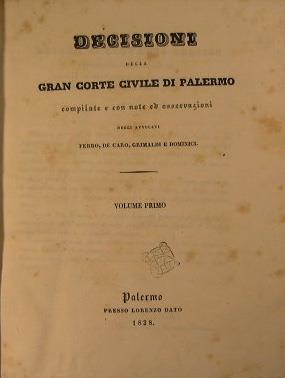 DECISIONI
DELLA
GRAN CORTE CIVILE DI PALERMO
compilate e con note ed osservazioni
DEGLI AVVOCATI
FERRO, DE CARO, GRIMALDI E DOMINICI.
VOLUME PRIMO
Palermo
PRESSO LORENZO DATO
1838.